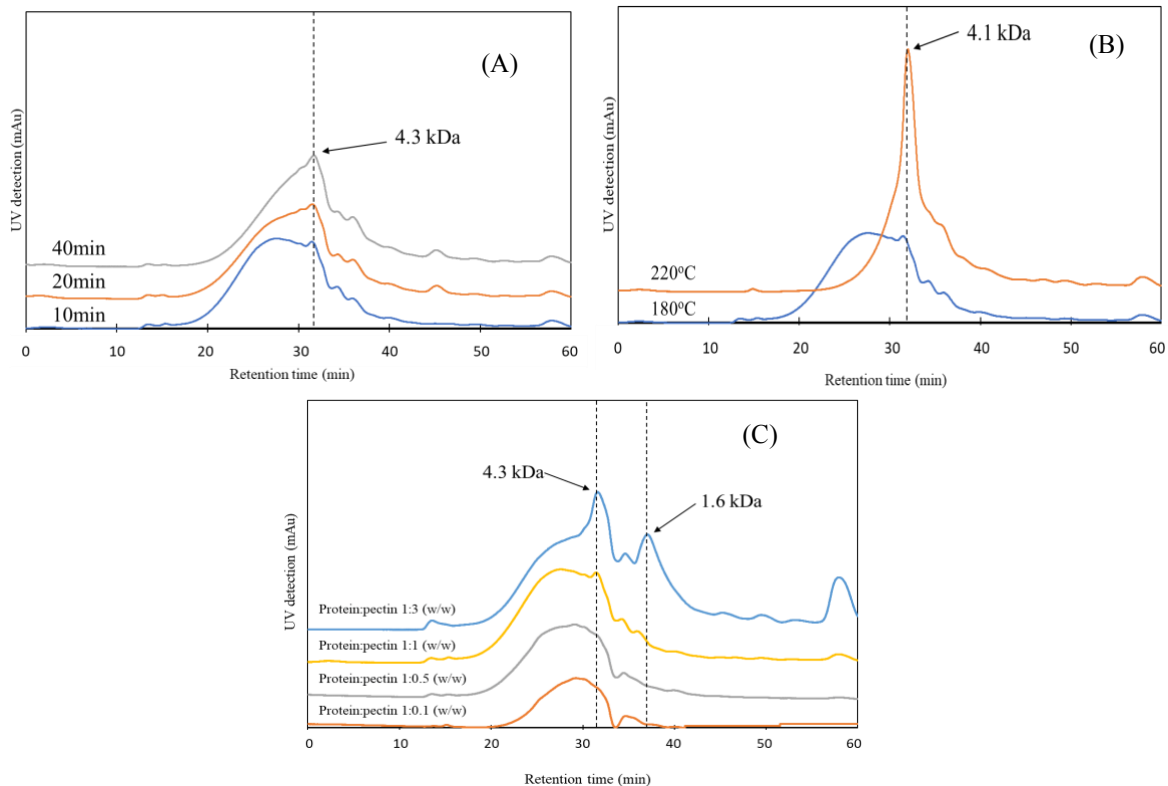 (A)
4.3 kDa
UV detection (mAu)
40min
20min
10min
0 10 20 30 40 50 60
Retention time (min)
(B)
4.1 kDa
UV detection (mAu)
220°C
180°C
0 10 20 30 40 50 60
Retention time (min)
(C)
4.3 kDa
1.6 kDa
UV detection (mAu)
Protein:pectin 1:3 (w/w)
Protein:pectin 1:1 (w/w)
Protein:pectin 1:0.5 (w/w)
Protein:pectin 1:0.1 (w/w)
0 10 20 30 40 50 60
Retention time (min)